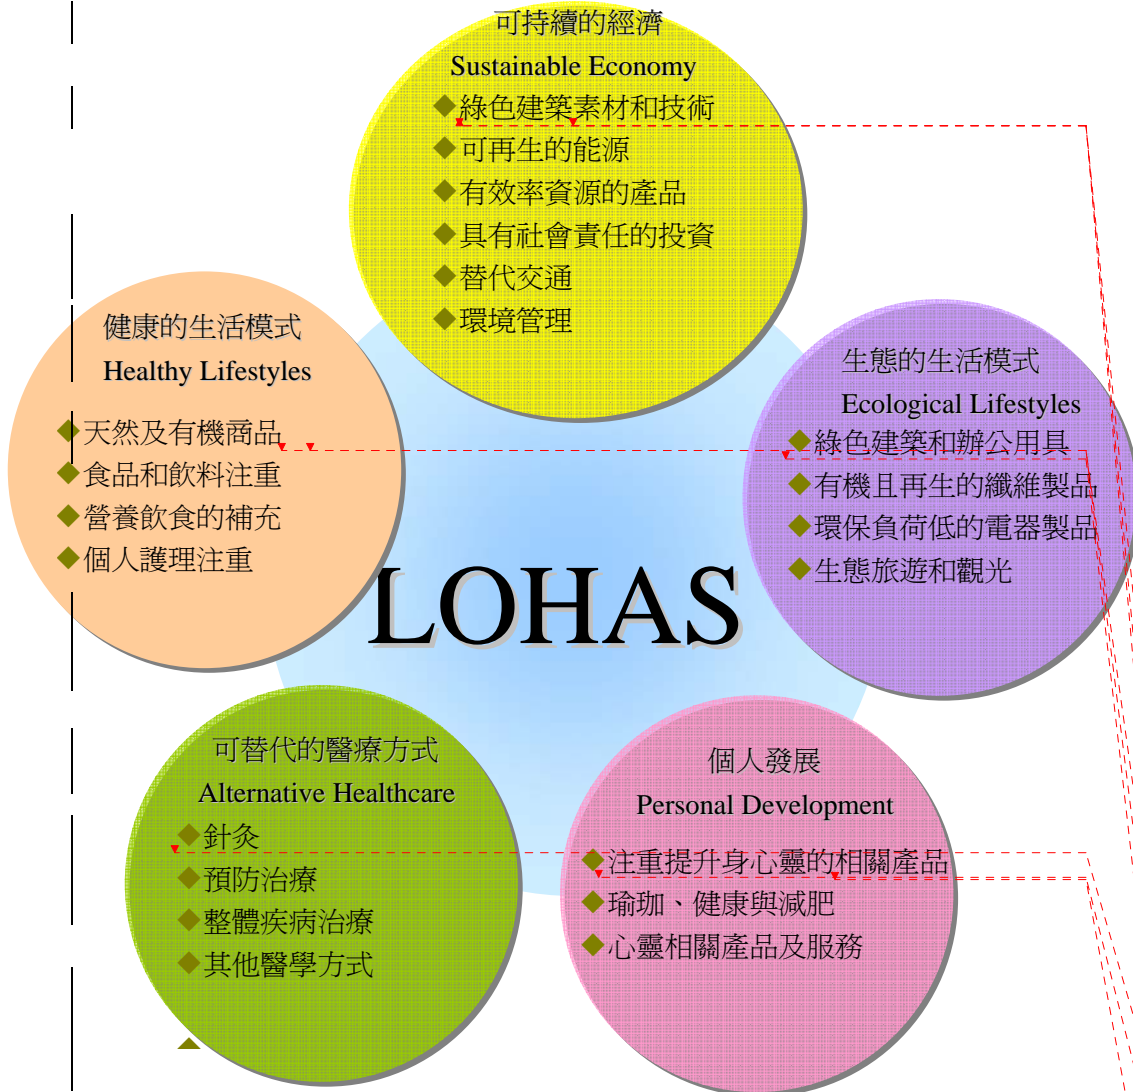 可持續的經濟
Sustainable Economy
綠色建築素材和技術
可再生的能源
有效率資源的產品
具有社會責任的投資
替代交通
環境管理
健康的生活模式
Healthy Lifestyles
天然及有機商品
食品和飲料注重
營養飲食的補充
個人護理注重
生態的生活模式
Ecological Lifestyles
綠色建築和辦公用具
有機且再生的纖維製品
環保負荷低的電器製品
生態旅遊和觀光
LOHAS
可替代的醫療方式
Alternative Healthcare
針灸
預防治療
整體疾病治療
其他醫學方式
個人發展
Personal Development
注重提升身心靈的相關產品
瑜珈、健康與減肥
心靈相關產品及服務